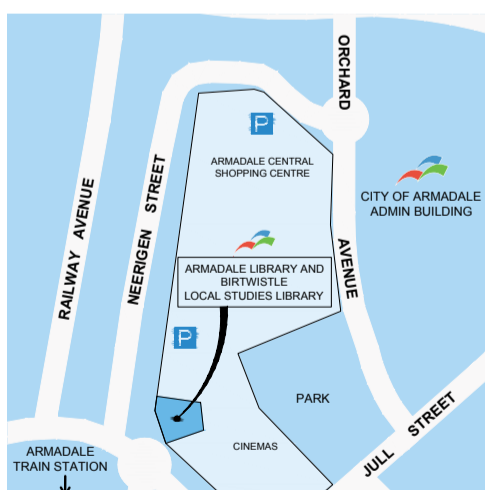 ORCHARD
P
ARMADALE CENTRAL
SHOPPING CENTRE
CITY OF ARMADALE
ADMIN BUILDING
NEERIGEN STREET
RAILWAY AVENUE
AVENUE
ARMADALE LIBRARY AND
BIRTWISTLE
LOCAL STUDIES LIBRARY
P
PARK
JULL STREET
CINEMAS
ARMADALE
TRAIN STATION